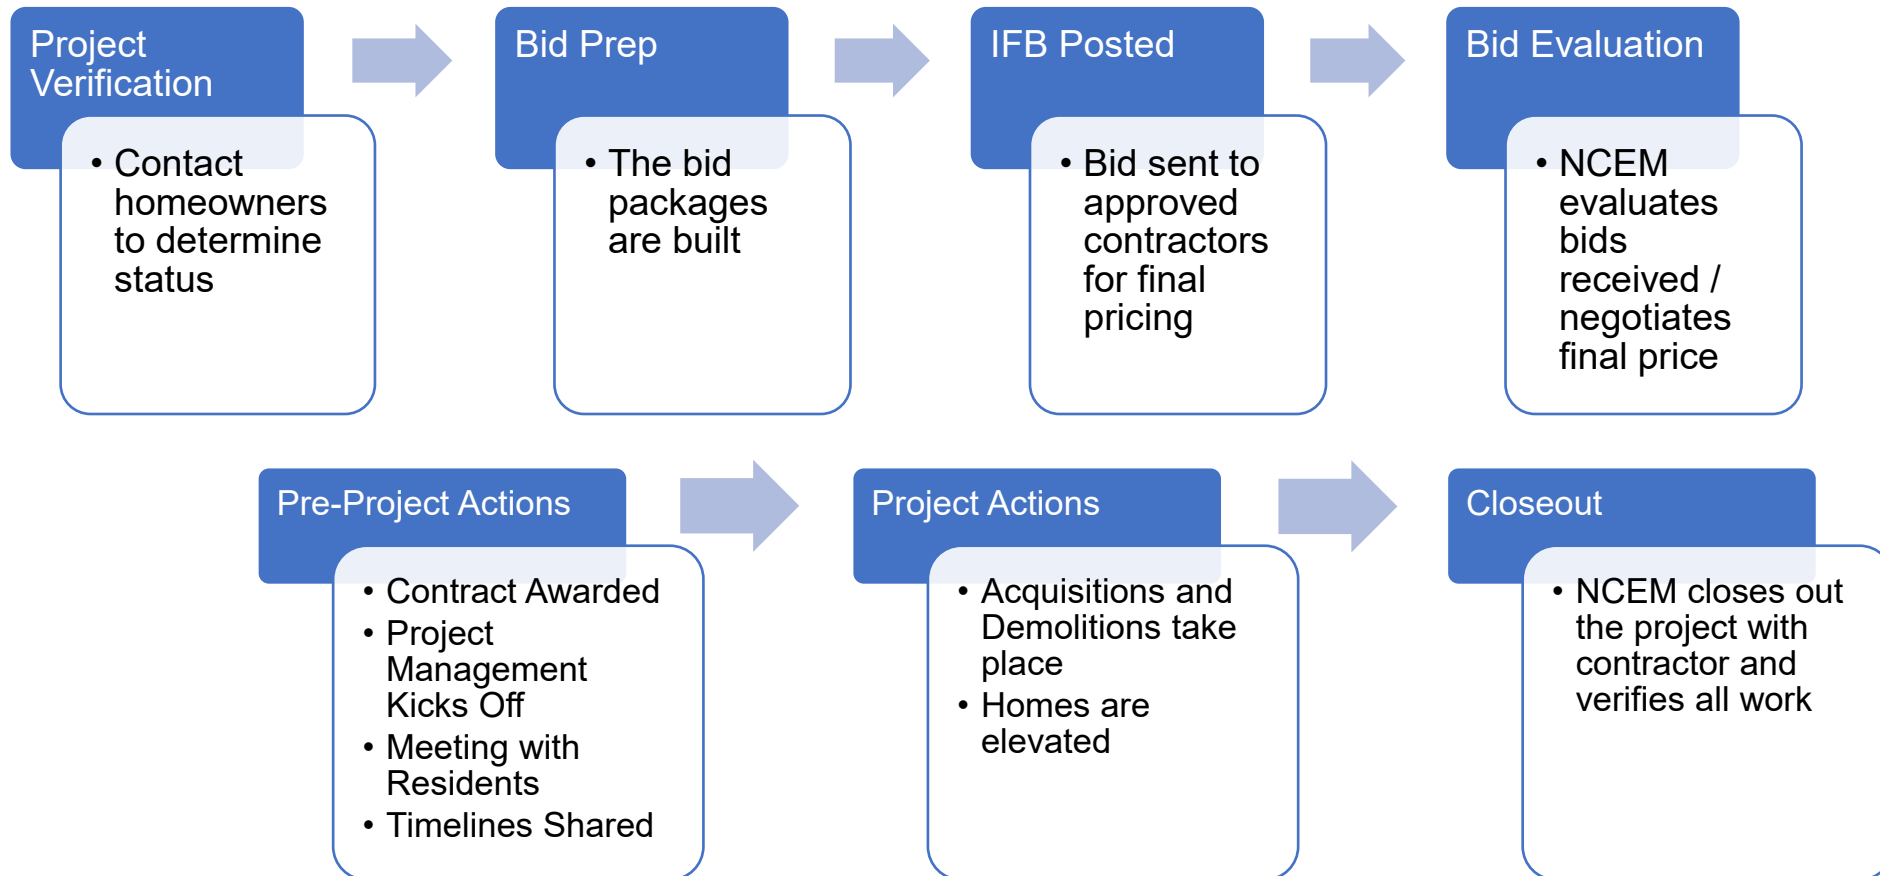 Project
Verification
• Contact
homeowners
to determine
status
Bid Prep
• The bid
packages
are built
IFB Posted
• Bid sent to
approved
contractors
for final
pricing
Bid Evaluation
• NCEM
evaluates
bids
received /
negotiates
final price
Pre-Project Actions
• Contract Awarded
• Project
Management
Kicks Off
• Meeting with
Residents
• Timelines Shared
Project Actions
• Acquisitions and
Demolitions take
place
• Homes are
elevated
Closeout
• NCEM closes out
the project with
contractor and
verifies all work